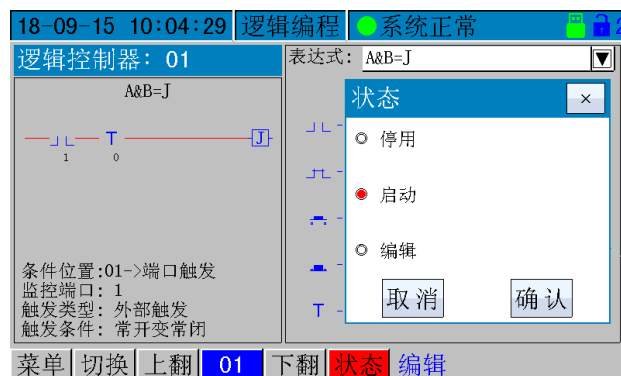 18-09-15 10:04:29 逻辑编程 系统正常
逻辑控制器: 01
表达式: A&B=J
A&B=J
J
1 0
T
条件位置:01->端口触发
监控端口: 1
触发类型: 外部触发
触发条件: 常开变常闭
T
状态 ×
停用
启动
编辑
取消 确认
菜单 切换 上翻 01 下翻 状态 编辑